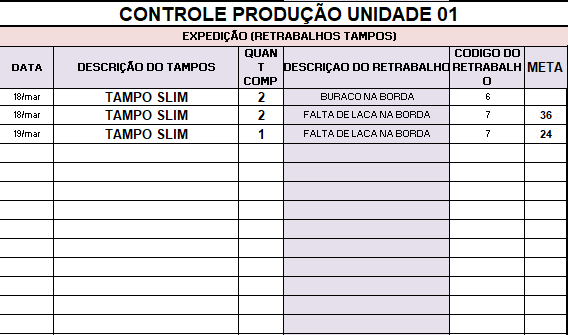 CONTROLE PRODUÇÃO UNIDADE 01
EXPEDIÇÃO (RETRABALHOS TAMPOS)
DATA DESCRIÇÃO DO TAMPOS QUAN T COMP DESCRIÇAO DO RETRABALHO CODIGO DO RETRABALH O META
18/mar TAMPO SLIM 2 BURACO NA BORDA 6
18/mar TAMPO SLIM 2 FALTA DE LACA NA BORDA 7 36
19/mar TAMPO SLIM 1 FALTA DE LACA NA BORDA 7 24